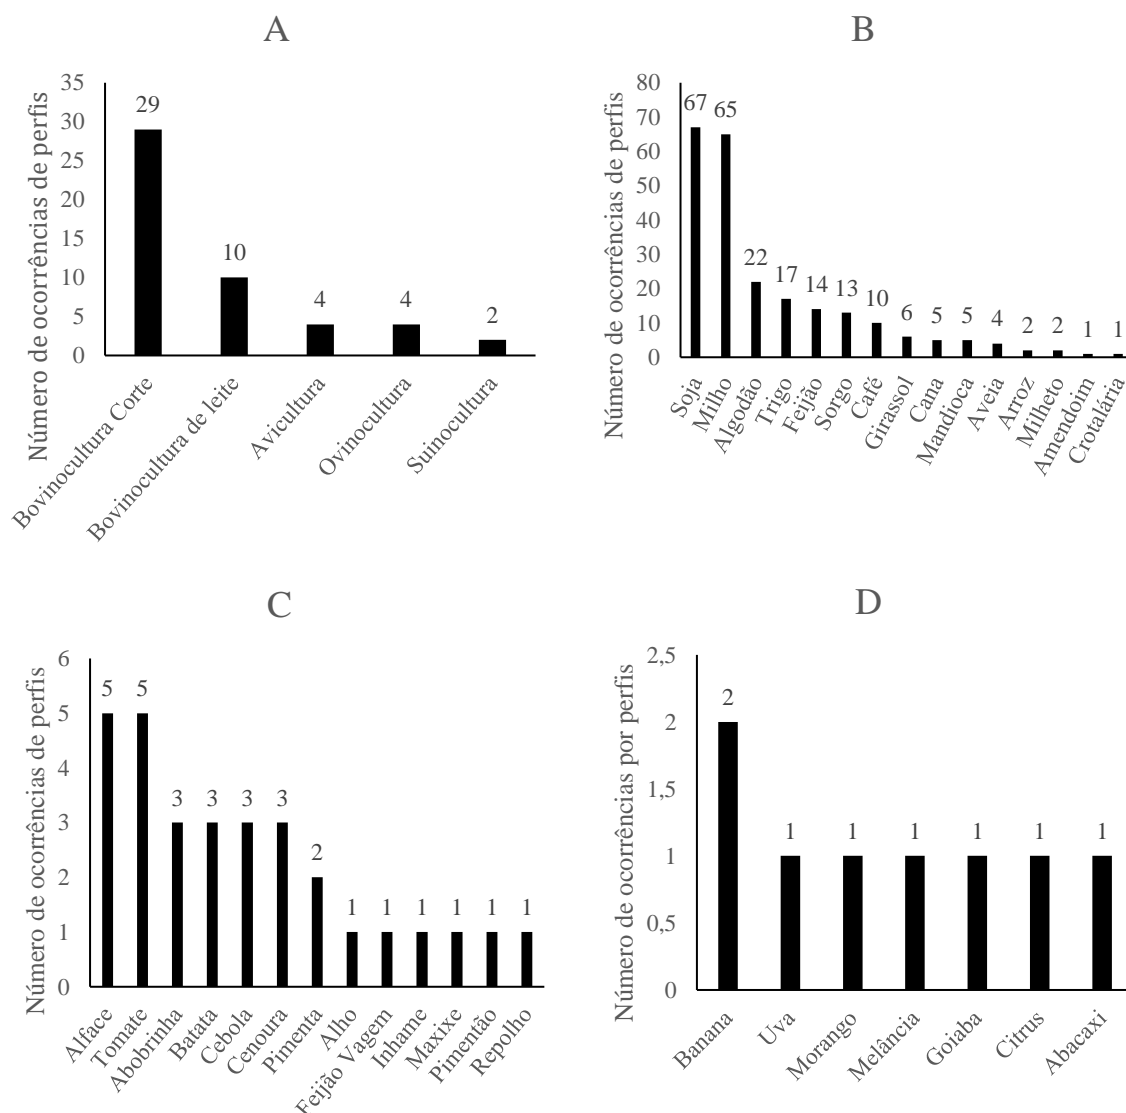 A
Número de ocorrências de perfis
35
30
25
20
15
10
5
0
29
10
4
4
2
Bovinocultura Corte
Bovinocultura de leite
Avicultura
Ovinocultura
Suinocultura
B
Número de ocorrências de perfis
80
70
60
50
40
30
20
10
0
67
65
22
17
14
13
10
6
5
5
4
2
2
1
1
Soja
Milho
Algodão
Trigo
Feijão
Sorgo
Café
Girassol
Cana
Mandioca
Aveia
Arroz
Milheto
Amendoim
Crotalária
C
Número de ocorrências de perfis
6
5
4
3
2
1
0
5
5
3
3
3
3
2
1
1
1
1
1
1
Alface
Tomate
Abobrinha
Batata
Cebola
Cenoura
Pimenta
Alho
Feijão Vagem
Inhame
Maxixe
Pimentão
Repolho
D
Número de ocorrências por perfis
2,5
2
1,5
1
0,5
0
2
1
1
1
1
1
1
Banana
Uva
Morango
Melância
Goiaba
Citrus
Abacaxi